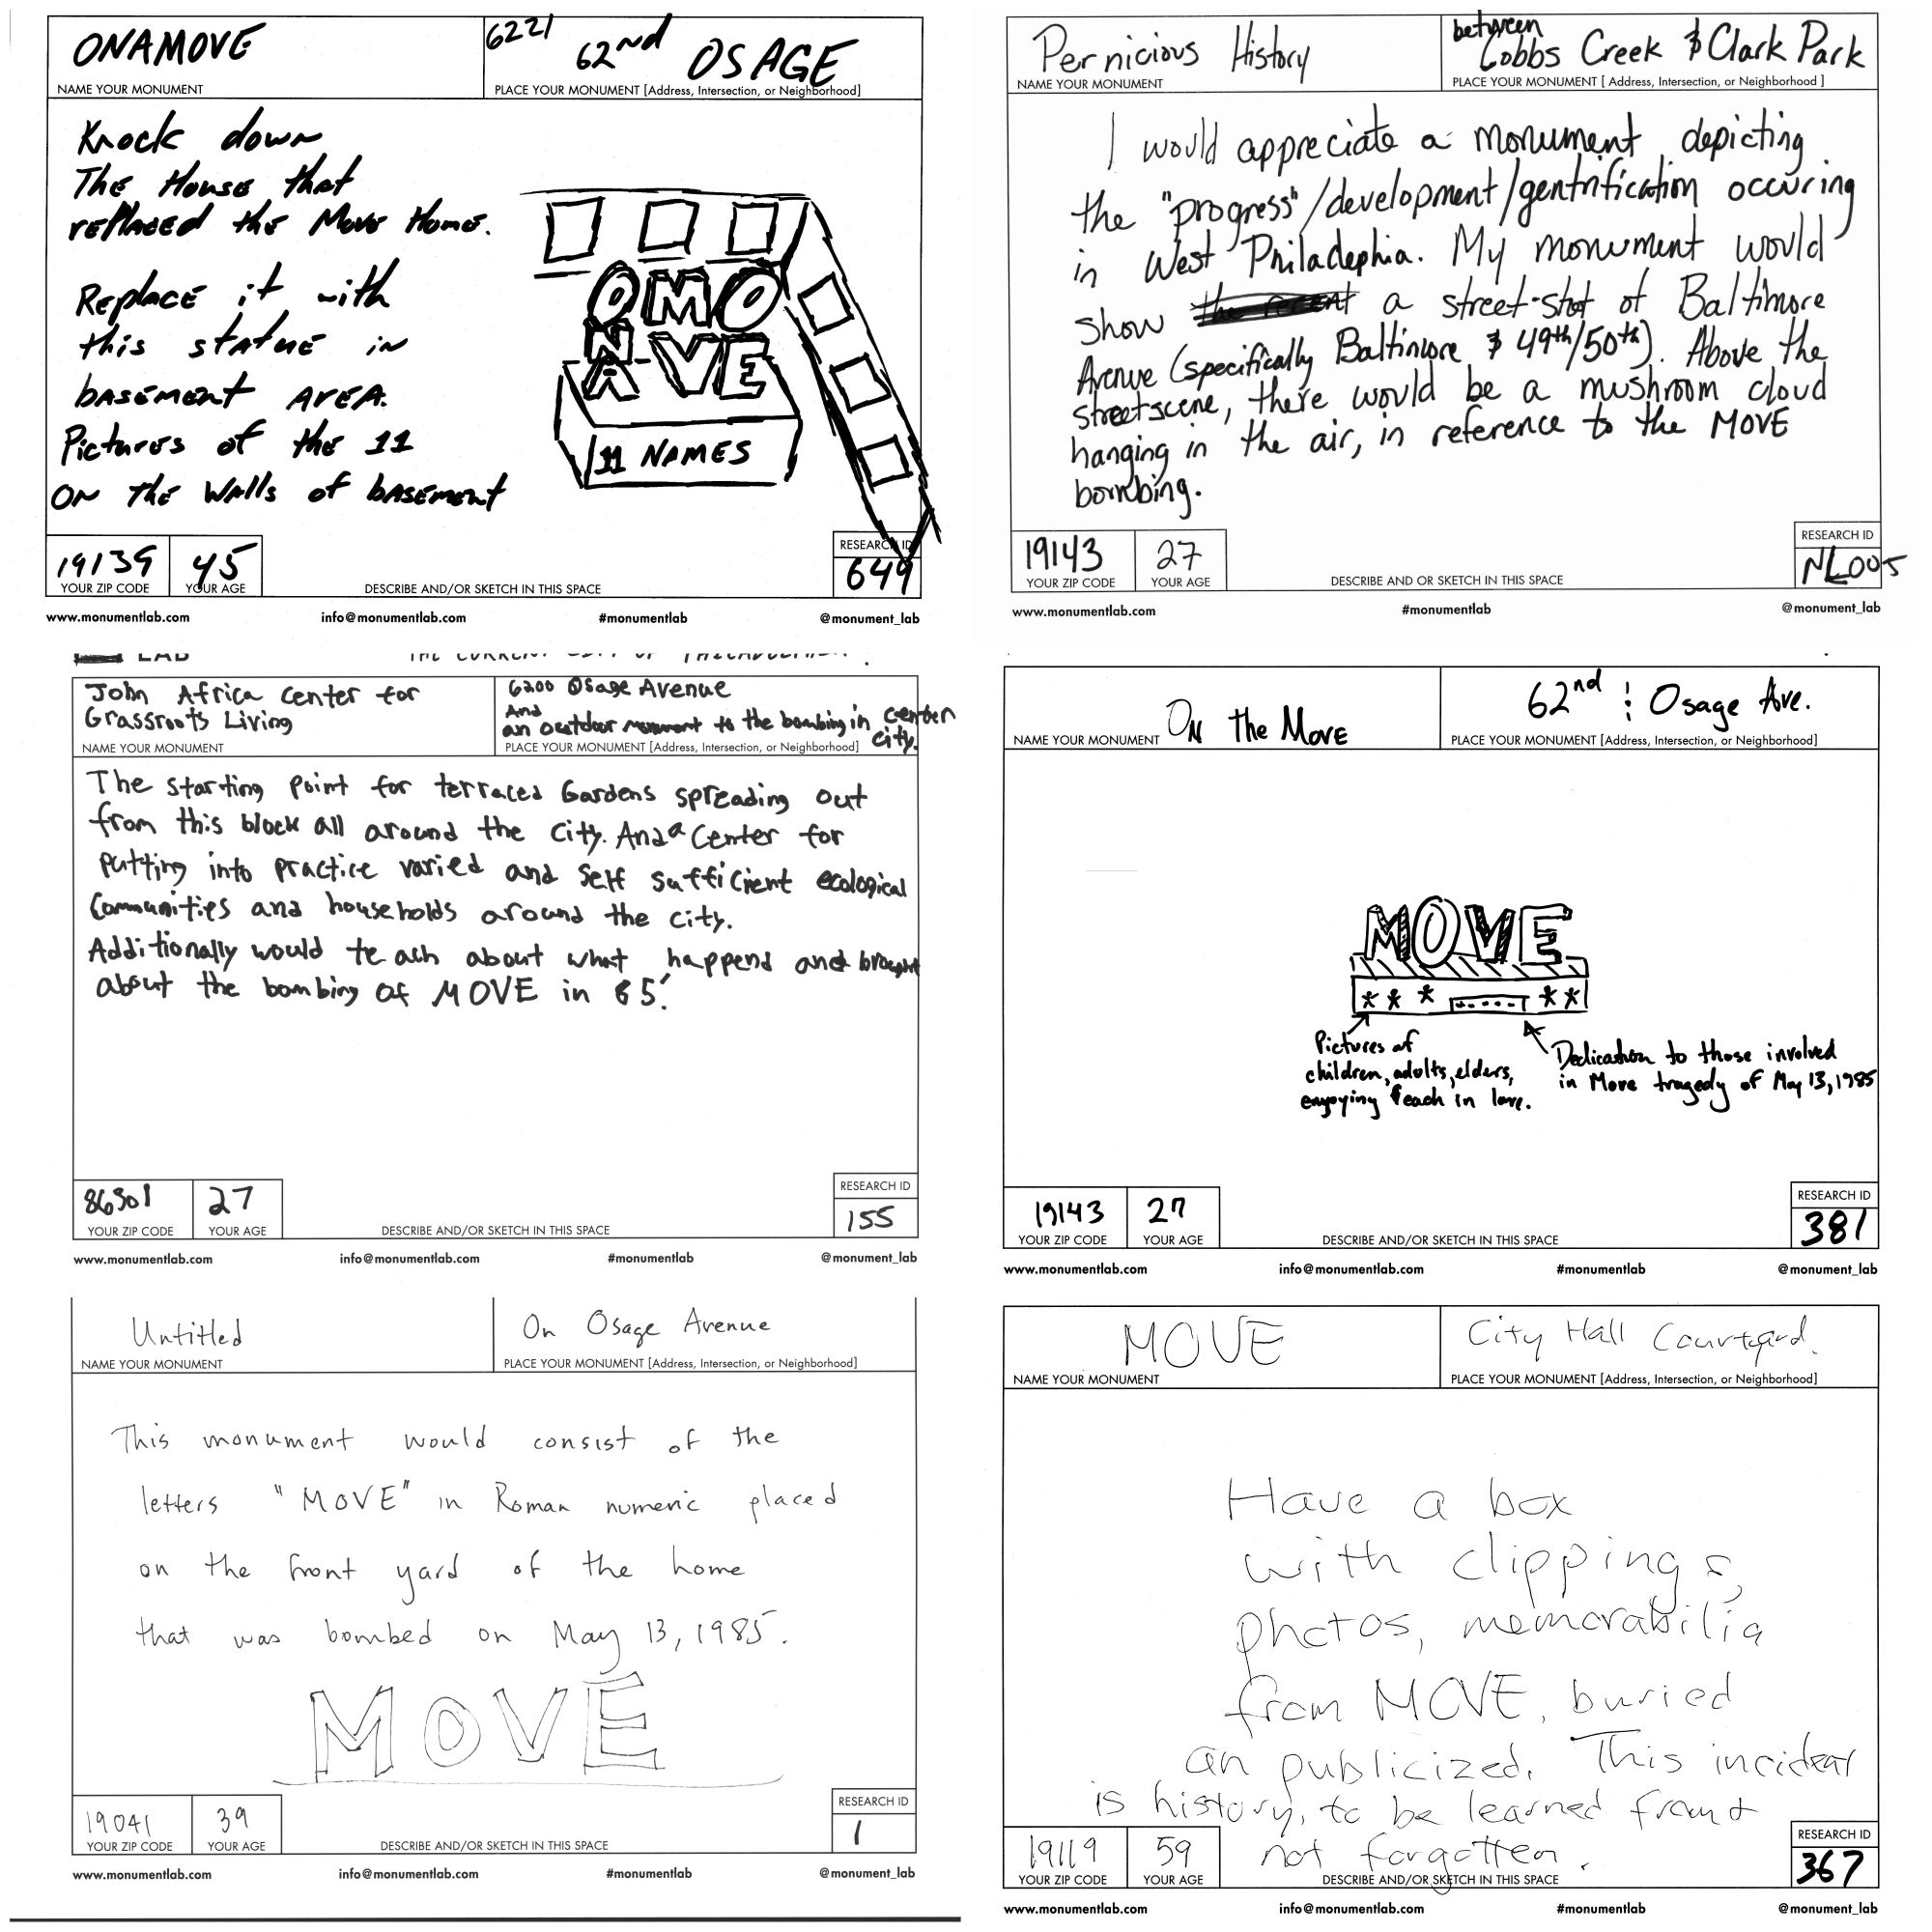 ONAMOVE
NAME YOUR MONUMENT
6221
62nd OSAGE
PLACE YOUR MONUMENT [Address, Intersection, or Neighborhood]
Knock down
The House that
replaced the Move Home.
Replace it with
this statue in
basement AREA.
Pictures of the 11
ON the Walls of basement
OMO
N VE
A
11 NAMES
19139
YOUR ZIP CODE
45
YOUR AGE
DESCRIBE AND/OR SKETCH IN THIS SPACE
RESEARCH ID
649
www.monumentlab.com
info@monumentlab.com
#monumentlab
@monument_lab
Pernicious History
NAME YOUR MONUMENT
between
Cobbs Creek & Clark Park
PLACE YOUR MONUMENT [ Address, Intersection, or Neighborhood ]
I would appreciate a monument depicting
the "progress"/development/gentrification occuring
in West Philadephia. My monument would
show the recent a street-shot of Baltimore
Avenue (specifically Baltimore & 49th/50th). Above the
streetscene, there would be a mushroom cloud
hanging in the air, in reference to the MOVE
bombing.
19143
YOUR ZIP CODE
27
YOUR AGE
DESCRIBE AND OR SKETCH IN THIS SPACE
RESEARCH ID
NL005
www.monumentlab.com
#monumentlab
@monument_lab
LAB
THE CURRENT CITY OF PHILADELPHIA?
John Africa Center for
Grassroots Living
NAME YOUR MONUMENT
6200 Osage Avenue
And
an outdoor monument to the bombing in center
city.
PLACE YOUR MONUMENT [Address, Intersection, or Neighborhood]
The starting point for terraced Gardens spreading out
from this block all around the city. And a Center for
putting into practice varied and self sufficient ecological
Communities and households around the city.
Additionally would teach about what happend and brought
about the bombing of MOVE in 85'.
86301
YOUR ZIP CODE
27
YOUR AGE
DESCRIBE AND/OR SKETCH IN THIS SPACE
RESEARCH ID
155
www.monumentlab.com
info@monumentlab.com
#monumentlab
@monument_lab
On the Move
NAME YOUR MONUMENT
62nd & Osage Ave.
PLACE YOUR MONUMENT [Address, Intersection, or Neighborhood]
MOVE
Pictures of
children, adults, elders,
enjoying each in love.
Dedication to those involved
in Move tragedy of May 13, 1985
19143
YOUR ZIP CODE
27
YOUR AGE
DESCRIBE AND/OR SKETCH IN THIS SPACE
RESEARCH ID
381
www.monumentlab.com
info@monumentlab.com
#monumentlab
@monument_lab
Untitled
NAME YOUR MONUMENT
On Osage Avenue
PLACE YOUR MONUMENT [Address, Intersection, or Neighborhood]
This monument would consist of the
letters "MOVE" in Roman numeric placed
on the front yard of the home
that was bombed on May 13, 1985.
MOVE
19041
YOUR ZIP CODE
39
YOUR AGE
DESCRIBE AND/OR SKETCH IN THIS SPACE
RESEARCH ID
1
www.monumentlab.com
info@monumentlab.com
#monumentlab
@monument_lab
MOVE
NAME YOUR MONUMENT
City Hall Courtyard.
PLACE YOUR MONUMENT [Address, Intersection, or Neighborhood]
Have a box
with clippings,
photos, memorabilia
from MOVE, buried
an publicized. This incident
is history, to be learned from &
not forgotten.
19119
YOUR ZIP CODE
59
YOUR AGE
DESCRIBE AND/OR SKETCH IN THIS SPACE
RESEARCH ID
367
www.monumentlab.com
info@monumentlab.com
#monumentlab
@monument_lab